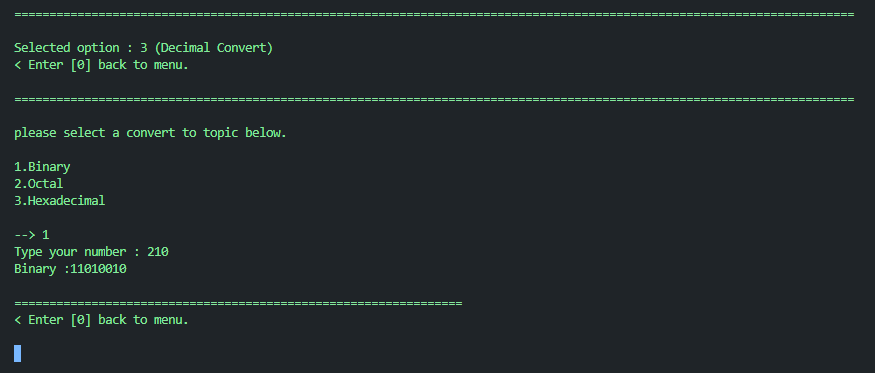 ========================================================================================================================
Selected option : 3 (Decimal Convert)
< Enter [0] back to menu.
========================================================================================================================
please select a convert to topic below.
1.Binary
2.Octal
3.Hexadecimal
--> 1
Type your number : 210
Binary :11010010
================================================================
< Enter [0] back to menu.